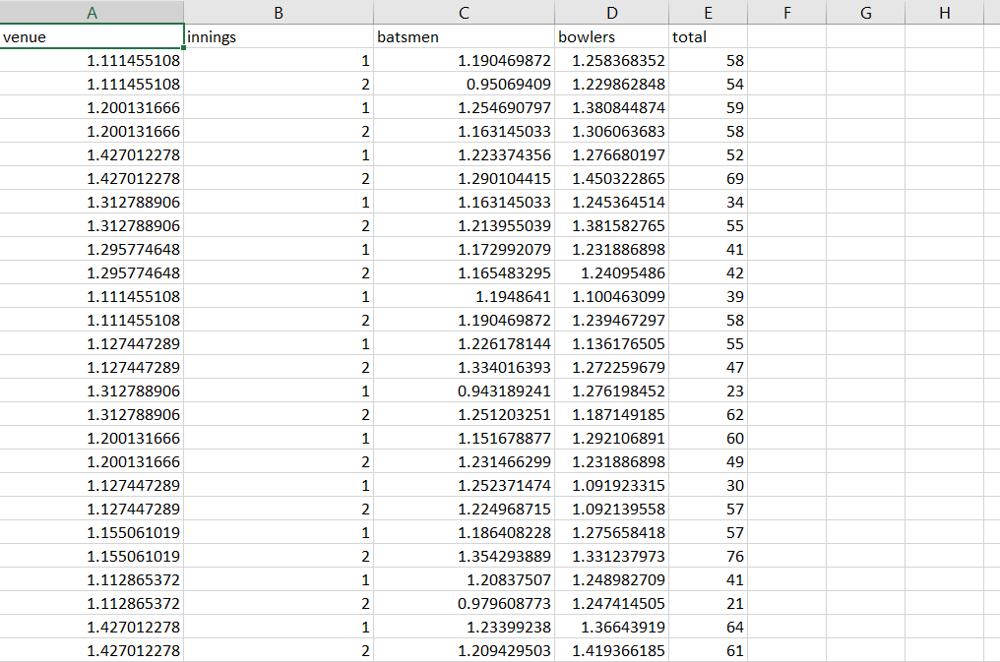 A B C D E F G H
venue innings batsmen bowlers total
1.111455108 1 1.190469872 1.258368352 58
1.111455108 2 0.95069409 1.229862848 54
1.200131666 1 1.254690797 1.380844874 59
1.200131666 2 1.163145033 1.306063683 58
1.427012278 1 1.223374356 1.276680197 52
1.427012278 2 1.290104415 1.450322865 69
1.312788906 1 1.163145033 1.245364514 34
1.312788906 2 1.213955039 1.381582765 55
1.295774648 1 1.172992079 1.231886898 41
1.295774648 2 1.165483295 1.24095486 42
1.111455108 1 1.1948641 1.100463099 39
1.111455108 2 1.190469872 1.239467297 58
1.127447289 1 1.226178144 1.136176505 55
1.127447289 2 1.334016393 1.272259679 47
1.312788906 1 0.943189241 1.276198452 23
1.312788906 2 1.251203251 1.187149185 62
1.200131666 1 1.151678877 1.292106891 60
1.200131666 2 1.231466299 1.231886898 49
1.127447289 1 1.252371474 1.091923315 30
1.127447289 2 1.224968715 1.092139558 57
1.155061019 1 1.186408228 1.275658418 57
1.155061019 2 1.354293889 1.331237973 76
1.112865372 1 1.20837507 1.248982709 41
1.112865372 2 0.979608773 1.247414505 21
1.427012278 1 1.23399238 1.36643919 64
1.427012278 2 1.209429503 1.419366185 61